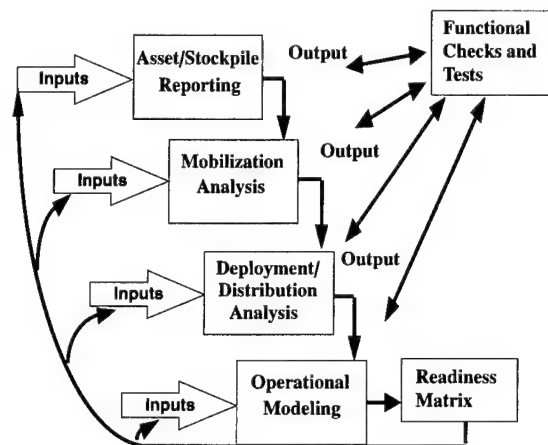 Inputs
Asset/Stockpile
Reporting
Output
Functional
Checks and
Tests
Inputs
Mobilization
Analysis
Output
Inputs
Deployment/
Distribution
Analysis
Output
Inputs
Operational
Modeling
Readiness
Matrix